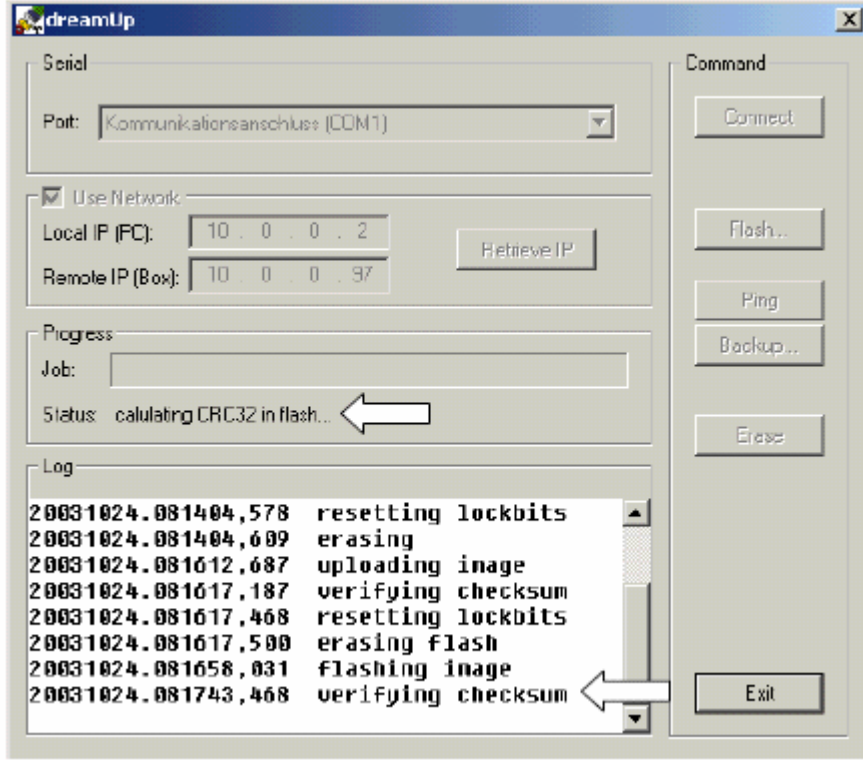 dreamUp
Serial
Port: Kommunikationsanschluss (COM1)
Use Network
Local IP (PC): 10 . 0 . 0 . 2
Remote IP (Box): 10 . 0 . 0 . 97
Retrieve IP
Progress
Job:
Status: calulating CRC32 in flash...
Log
20031024.081404,578 resetting lockbits
20031024.081404,609 erasing
20031024.081612,687 uploading image
20031024.081617,187 verifying checksum
20031024.081617,468 resetting lockbits
20031024.081617,500 erasing flash
20031024.081658,031 flashing image
20031024.081743,468 verifying checksum
Command
Connect
Flash...
Ping
Backup...
Erase
Exit